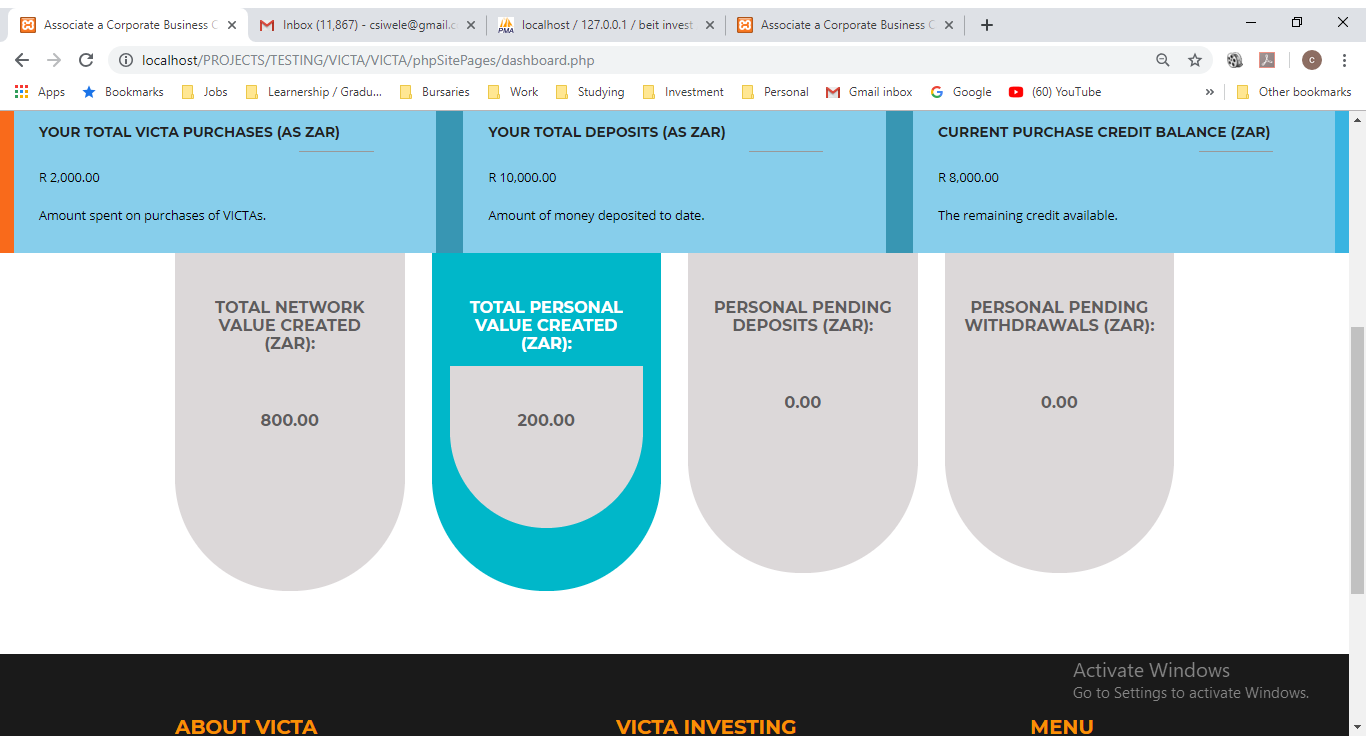 Associate a Corporate Business C
Inbox (11,867) - csiwele@gmail.c
localhost / 127.0.0.1 / beit invest
Associate a Corporate Business C
localhost/PROJECTS/TESTING/VICTA/VICTA/phpSitePages/dashboard.php
c
Apps
Bookmarks
Jobs
Learnership / Gradu...
Bursaries
Work
Studying
Investment
Personal
Gmail inbox
Google
(60) YouTube
»
Other bookmarks
YOUR TOTAL VICTA PURCHASES (AS ZAR)
R 2,000.00
Amount spent on purchases of VICTAs.
YOUR TOTAL DEPOSITS (AS ZAR)
R 10,000.00
Amount of money deposited to date.
CURRENT PURCHASE CREDIT BALANCE (ZAR)
R 8,000.00
The remaining credit available.
TOTAL NETWORK
VALUE CREATED
(ZAR):
800.00
TOTAL PERSONAL
VALUE CREATED
(ZAR):
200.00
PERSONAL PENDING
DEPOSITS (ZAR):
0.00
PERSONAL PENDING
WITHDRAWALS (ZAR):
0.00
Activate Windows
Go to Settings to activate Windows.
ABOUT VICTA
VICTA INVESTING
MENU